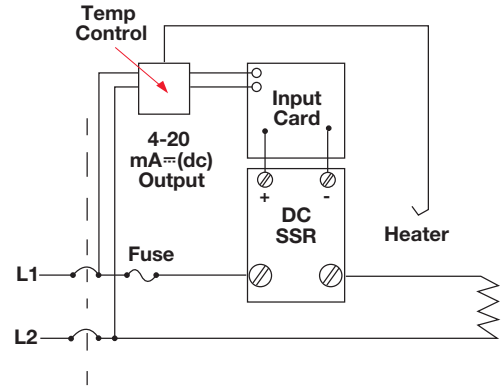 Temp
Control
Input
Card
4-20
mA⎓(dc)
Output
+ -
DC
SSR
Heater
Fuse
L1
L2